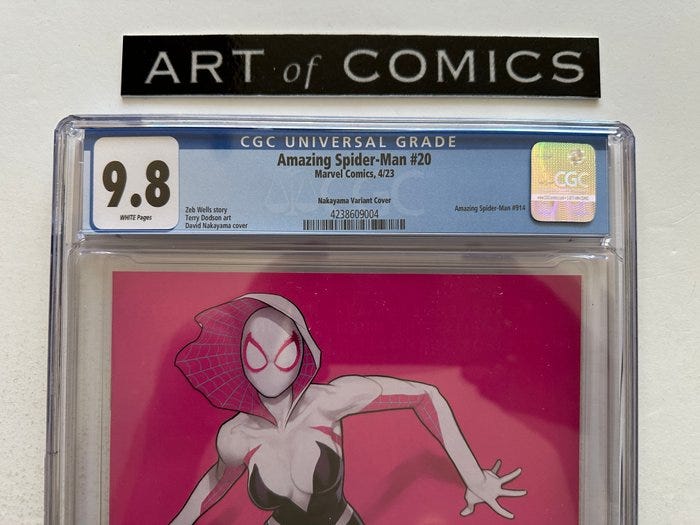 ART of COMICS
CGC UNIVERSAL GRADE
9.8
WHITE Pages
Amazing Spider-Man #20
Marvel Comics, 4/23
Nakayama Variant Cover
4238609004
Zeb Wells story
Terry Dodson art
David Nakayama cover
Amazing Spider-Man #914
CGC